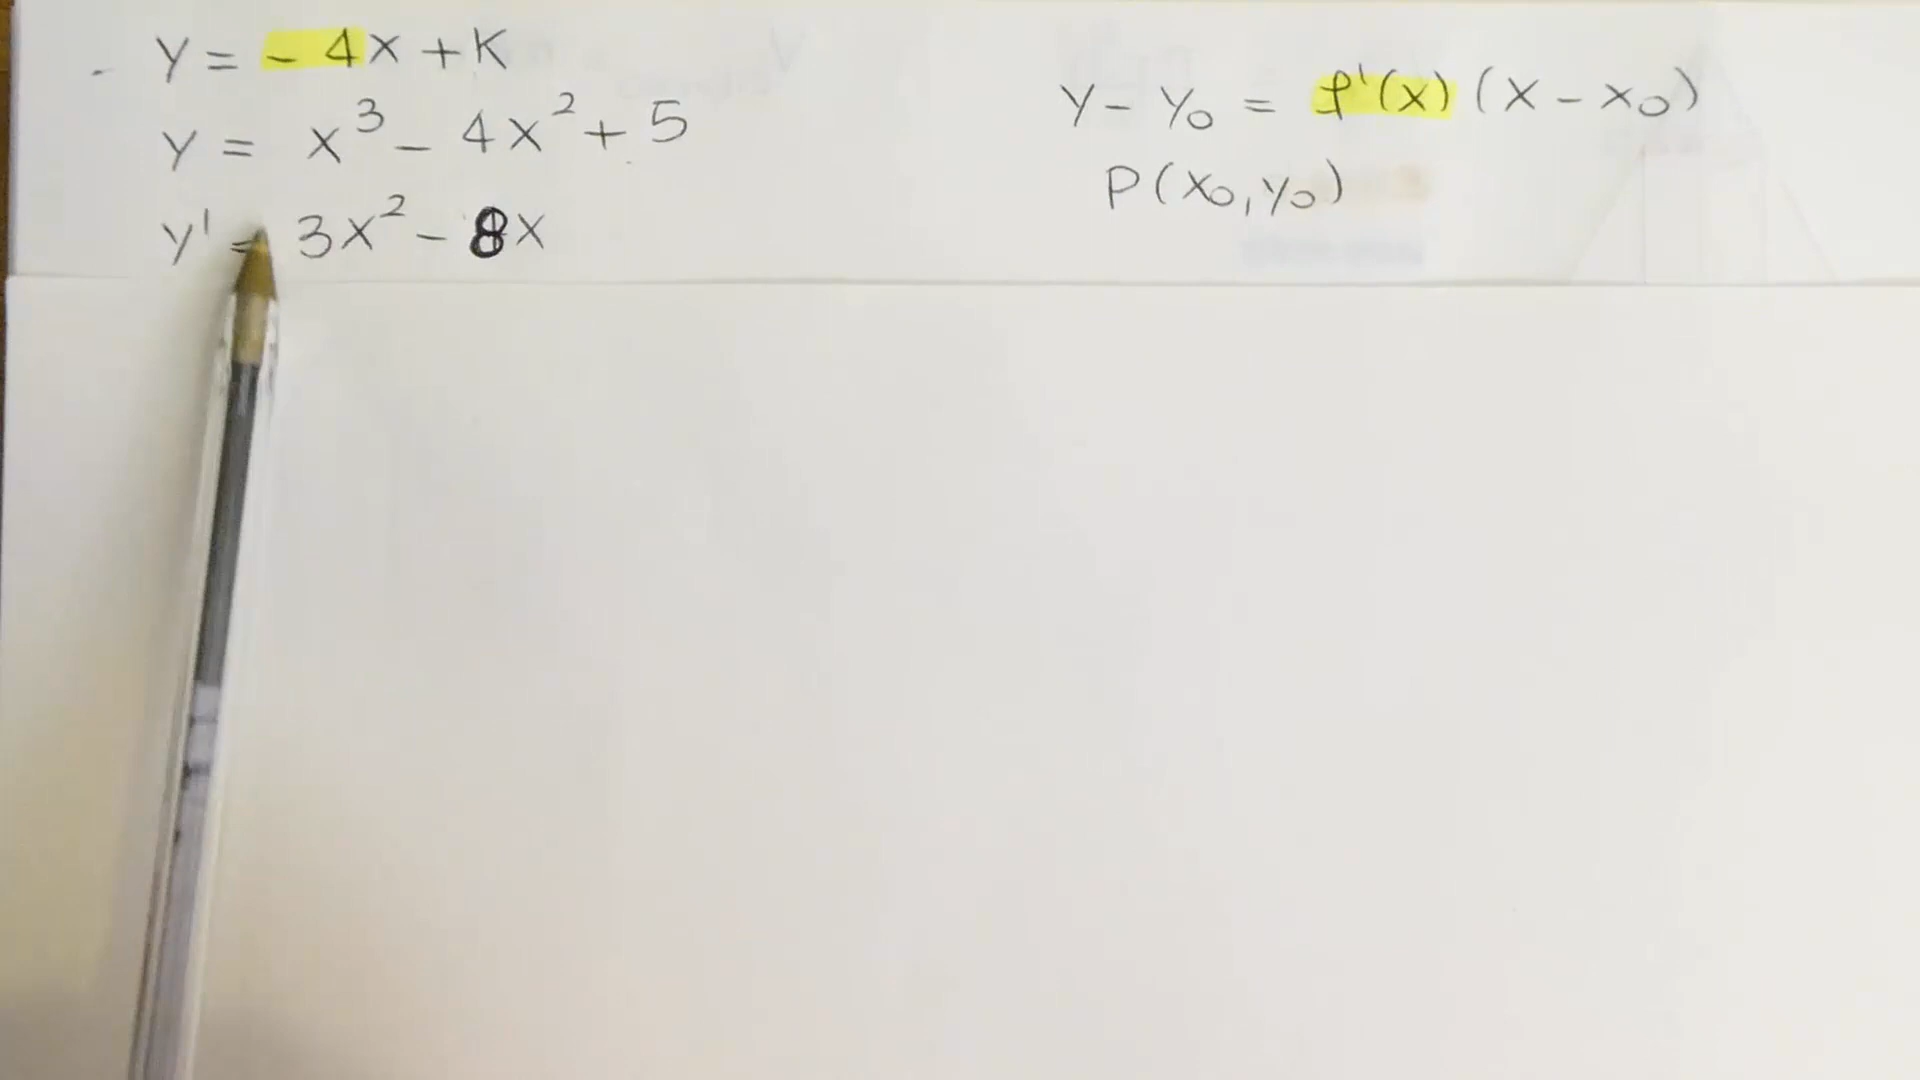 y = - 4x + K
y = x³ - 4x² + 5
y' = 3x² - 8x
y - y₀ = f'(x) (x - x₀)
P(x₀, y₀)